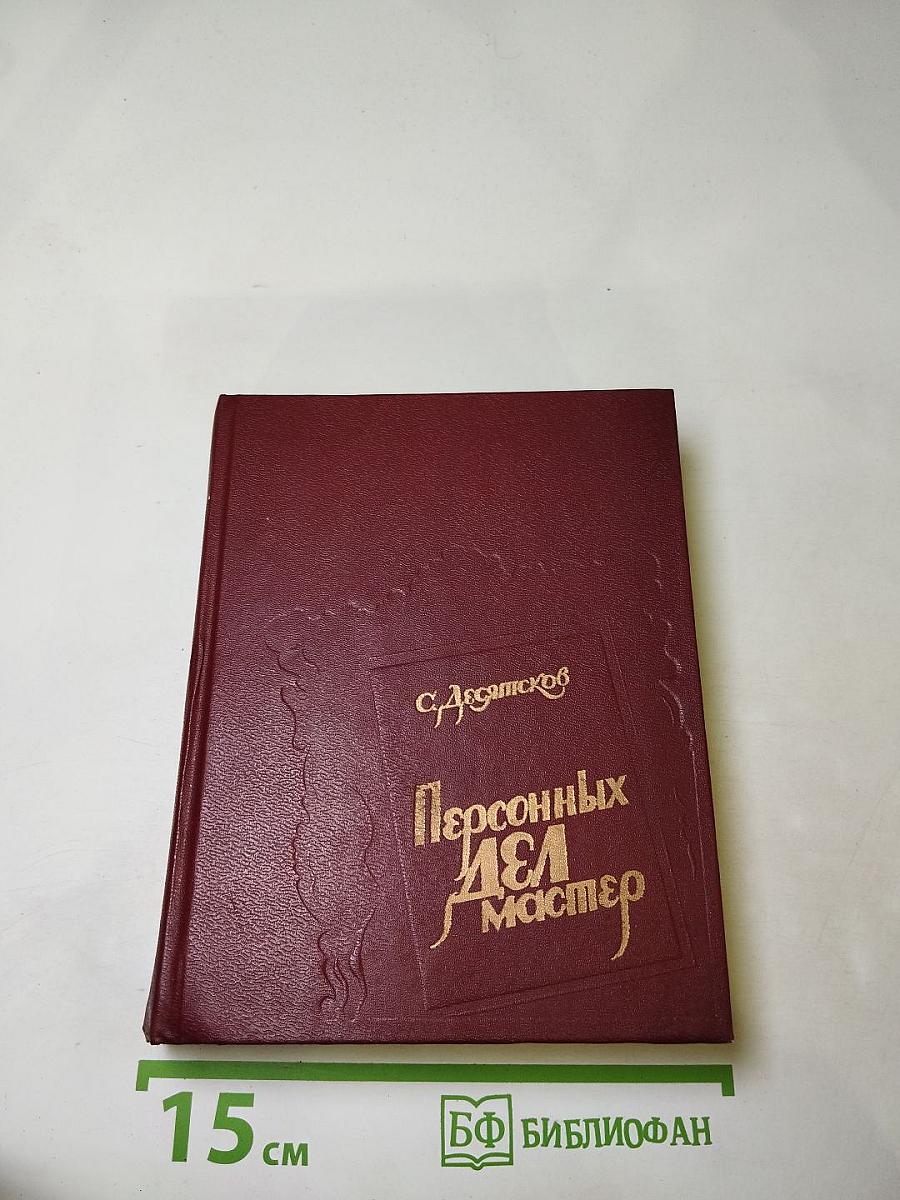 С. Десятсков
Персонных
Дел
мастер
15 см
БФ БИБЛИОФАН